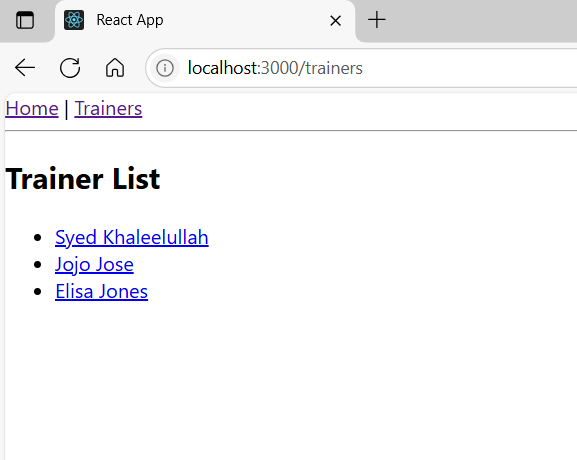 React App
localhost:3000/trainers
Home | Trainers
Trainer List
Syed Khaleelullah
Jojo Jose
Elisa Jones